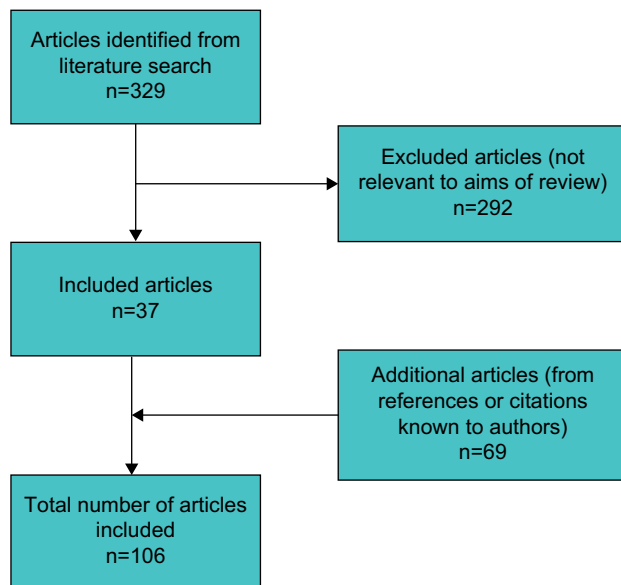 Articles identified from
literature search
n=329
Excluded articles (not
relevant to aims of review)
n=292
Included articles
n=37
Additional articles (from
references or citations
known to authors)
n=69
Total number of articles
included
n=106